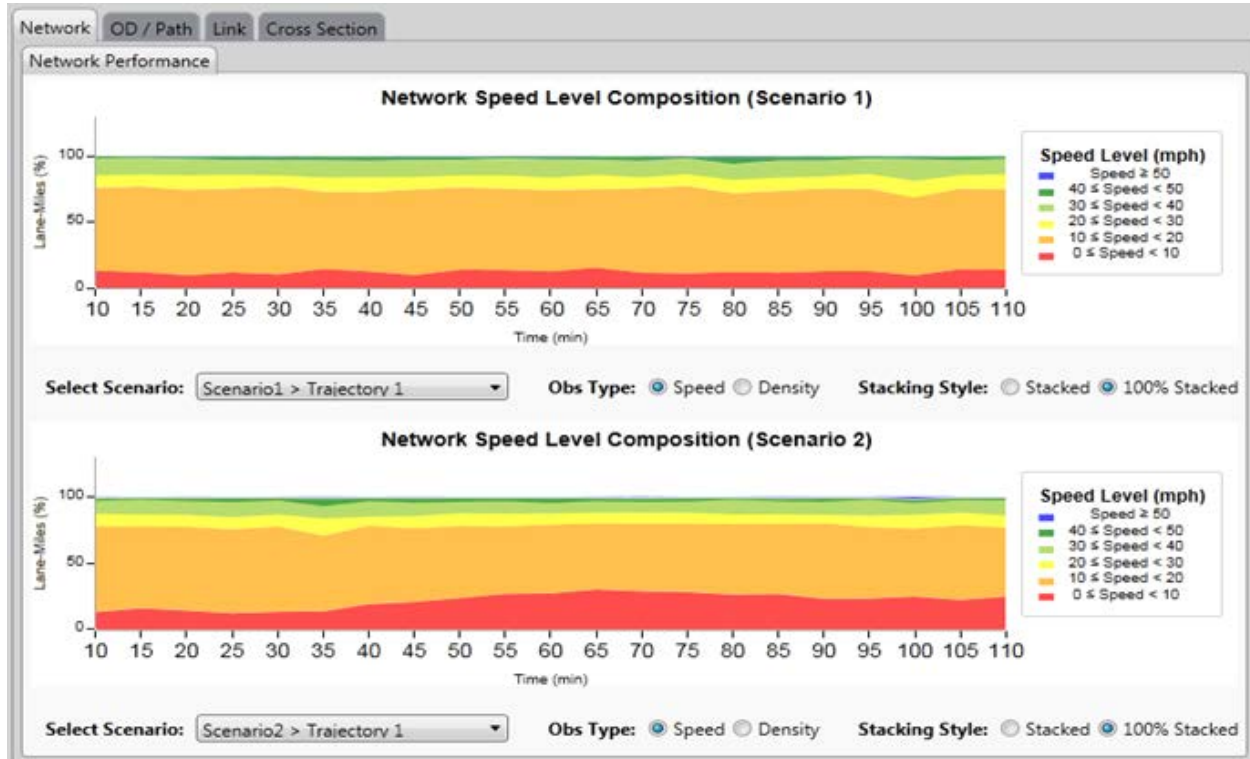 Network OD / Path Link Cross Section
Network Performance
Network Speed Level Composition (Scenario 1)
Lane-Miles (%)
100
50
0
10 15 20 25 30 35 40 45 50 55 60 65 70 75 80 85 90 95 100 105 110
Time (min)
Speed Level (mph)
Speed ≥ 50
40 ≤ Speed < 50
30 ≤ Speed < 40
20 ≤ Speed < 30
10 ≤ Speed < 20
0 ≤ Speed < 10
Select Scenario: Scenario1 > Trajectory 1 Obs Type: Speed Density Stacking Style: Stacked 100% Stacked
Network Speed Level Composition (Scenario 2)
Lane-Miles (%)
100
50
0
10 15 20 25 30 35 40 45 50 55 60 65 70 75 80 85 90 95 100 105 110
Time (min)
Speed Level (mph)
Speed ≥ 50
40 ≤ Speed < 50
30 ≤ Speed < 40
20 ≤ Speed < 30
10 ≤ Speed < 20
0 ≤ Speed < 10
Select Scenario: Scenario2 > Trajectory 1 Obs Type: Speed Density Stacking Style: Stacked 100% Stacked